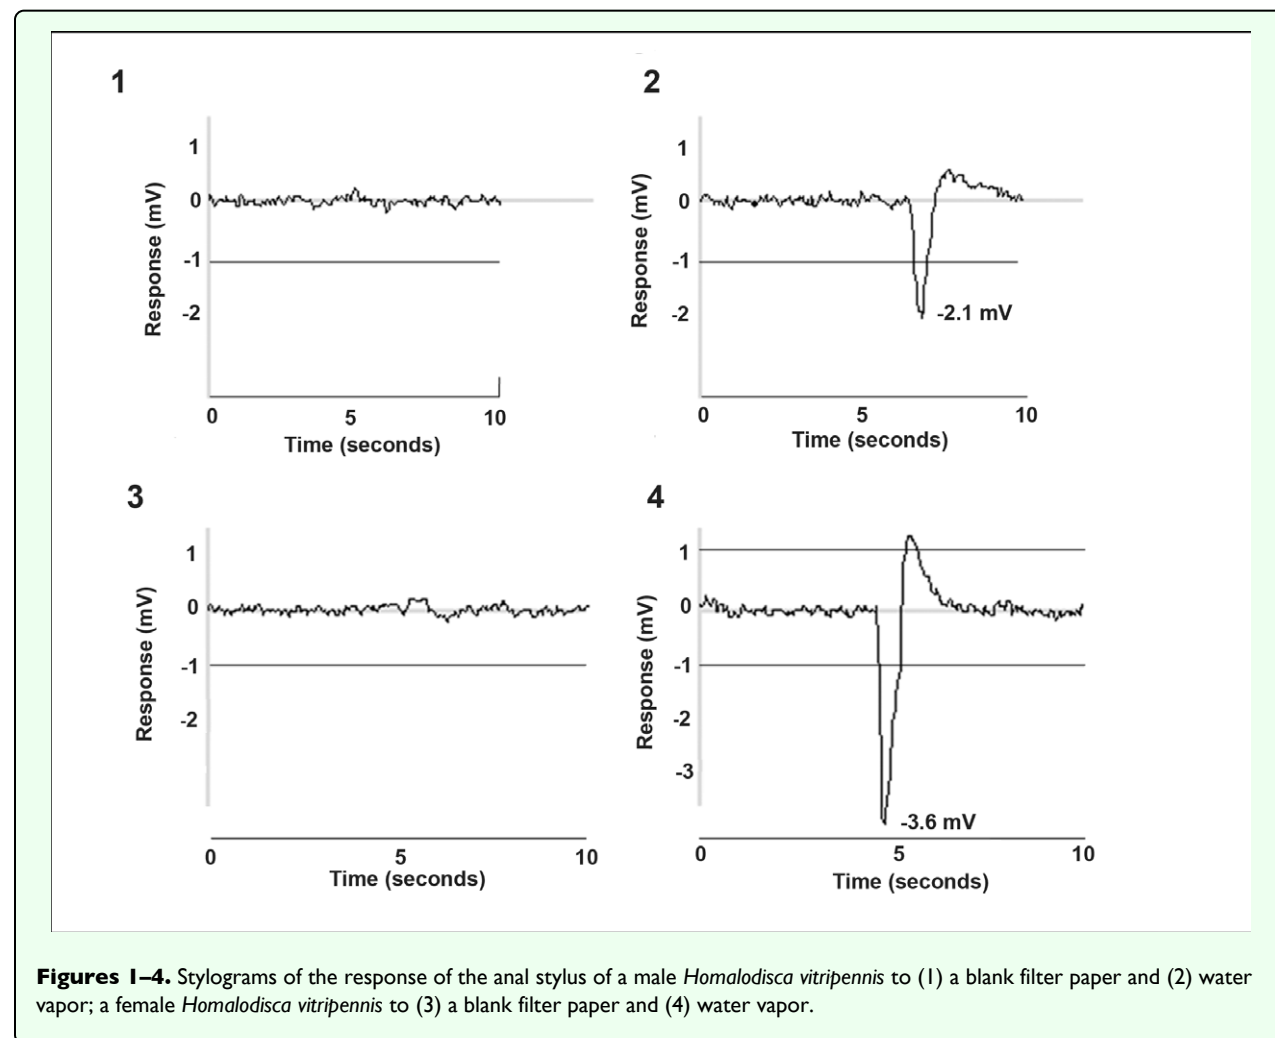 1
1
0
-1
-2
Response (mV)
0 5 10
Time (seconds)
2
1
0
-1
-2
Response (mV)
-2.1 mV
0 5 10
Time (seconds)
3
1
0
-1
-2
Response (mV)
0 5 10
Time (seconds)
4
1
0
-1
-2
-3
Response (mV)
-3.6 mV
0 5 10
Time (seconds)
Figures 1–4. Stylograms of the response of the anal stylus of a male Homalodisca vitripennis to (1) a blank filter paper and (2) water
vapor; a female Homalodisca vitripennis to (3) a blank filter paper and (4) water vapor.